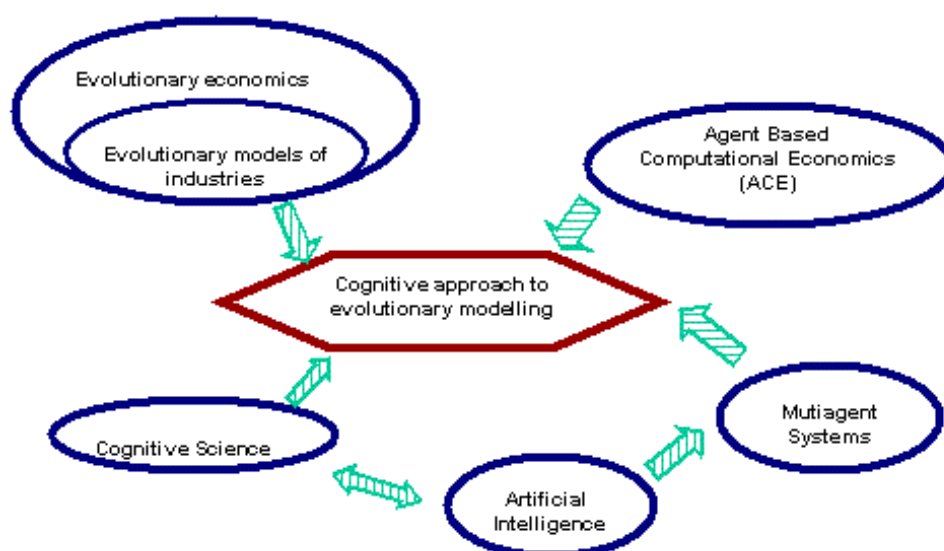 Evolutionary economics
Evolutionary models of
industries
Agent Based
Computational Economics
(ACE)
Cognitive approach to
evolutionary modelling
Cognitive Science
Mutiagent
Systems
Artificial
Intelligence